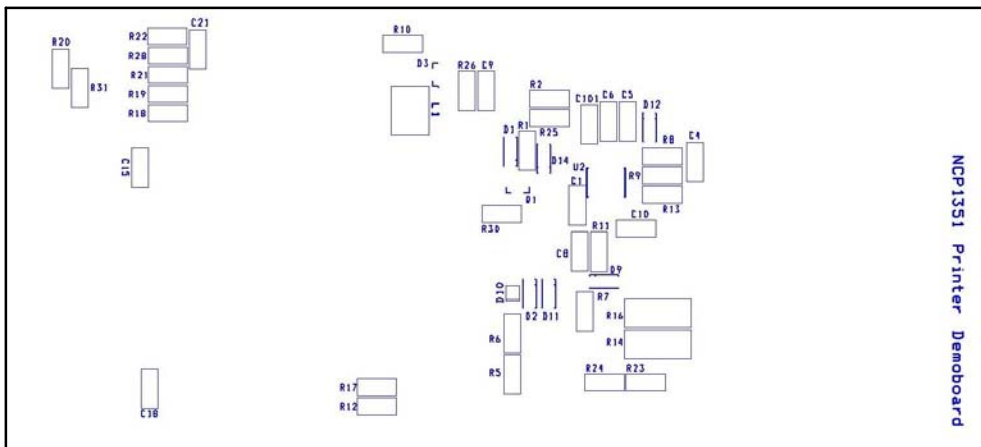 R20
R31
R22
R28
R21
R19
R18
C21
C15
C18
R10
D3
L1
R26 C9
R2
R25
C101 C6 C5
D12
D1 R1
D14
U2
C1
R8
R9
R13
C4
Q1
R30
C10
C8
R11
D9
D10
D2 D11
R7
R16
R14
R6
R5
R24 R23
R17
R12
NCP1351 Printer Demoboard